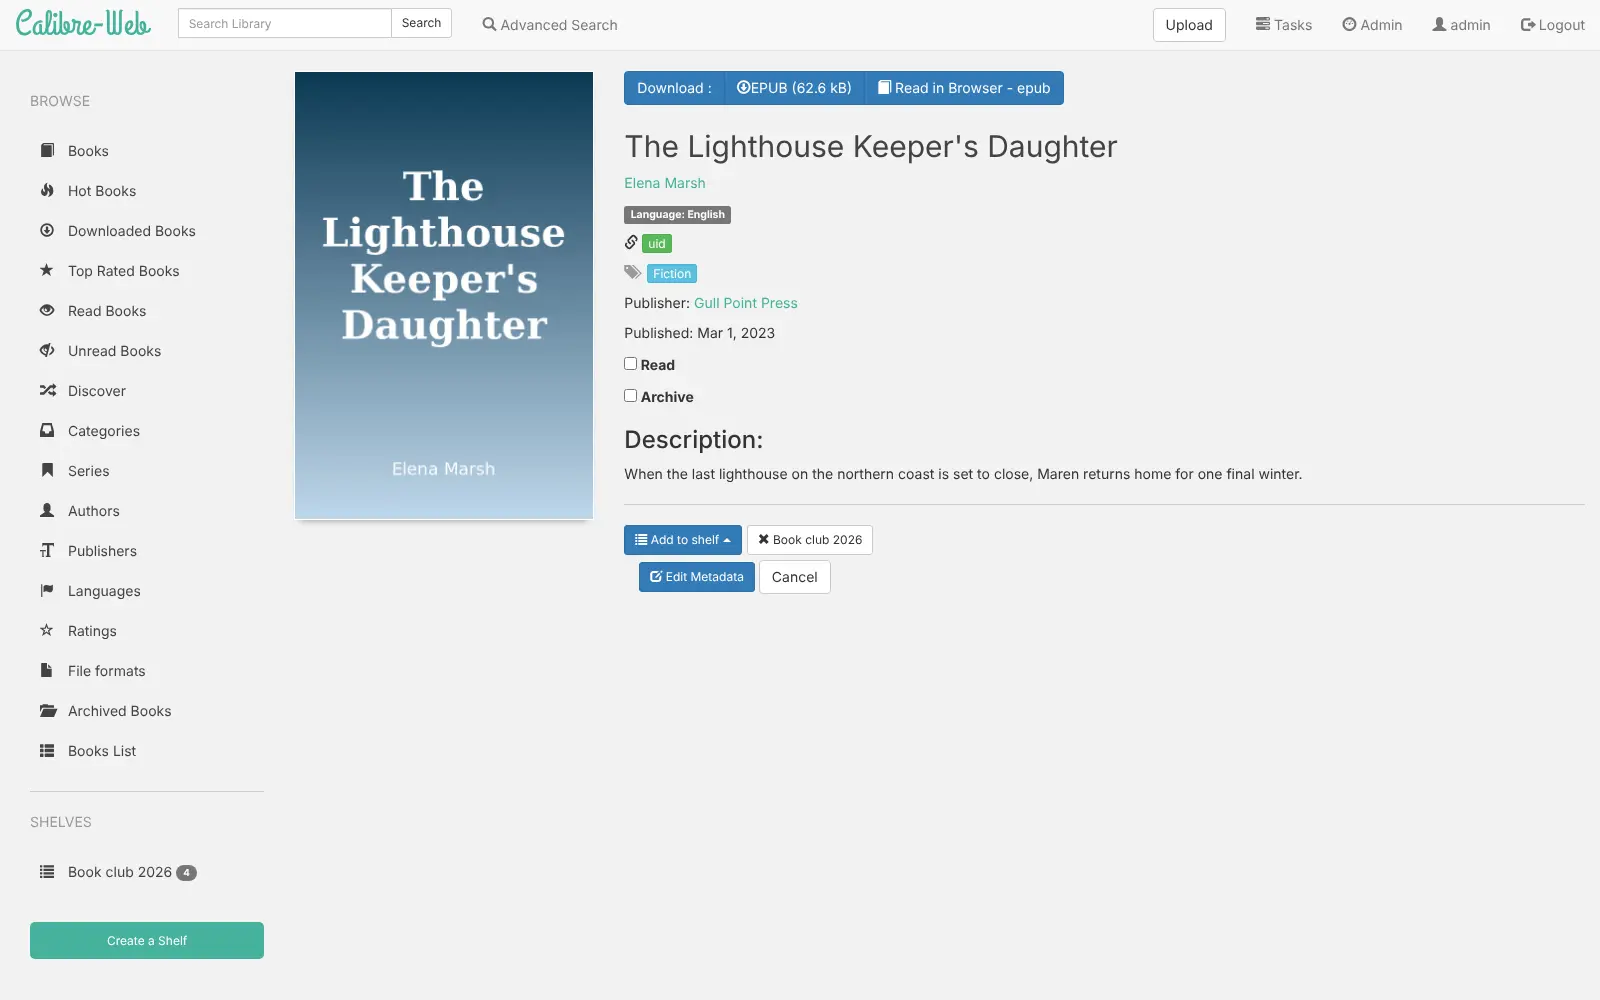 Calibre-Web
Search Library
Search
Advanced Search
Upload
Tasks
Admin
admin
Logout
BROWSE
Books
Hot Books
Downloaded Books
Top Rated Books
Read Books
Unread Books
Discover
Categories
Series
Authors
Publishers
Languages
Ratings
File formats
Archived Books
Books List
SHELVES
Book club 2026 4
Create a Shelf
The
Lighthouse
Keeper's
Daughter
Elena Marsh
Download :
EPUB (62.6 kB)
Read in Browser - epub
The Lighthouse Keeper's Daughter
Elena Marsh
Language: English
uid
Fiction
Publisher: Gull Point Press
Published: Mar 1, 2023
Read
Archive
Description:
When the last lighthouse on the northern coast is set to close, Maren returns home for one final winter.
Add to shelf
Book club 2026
Edit Metadata
Cancel